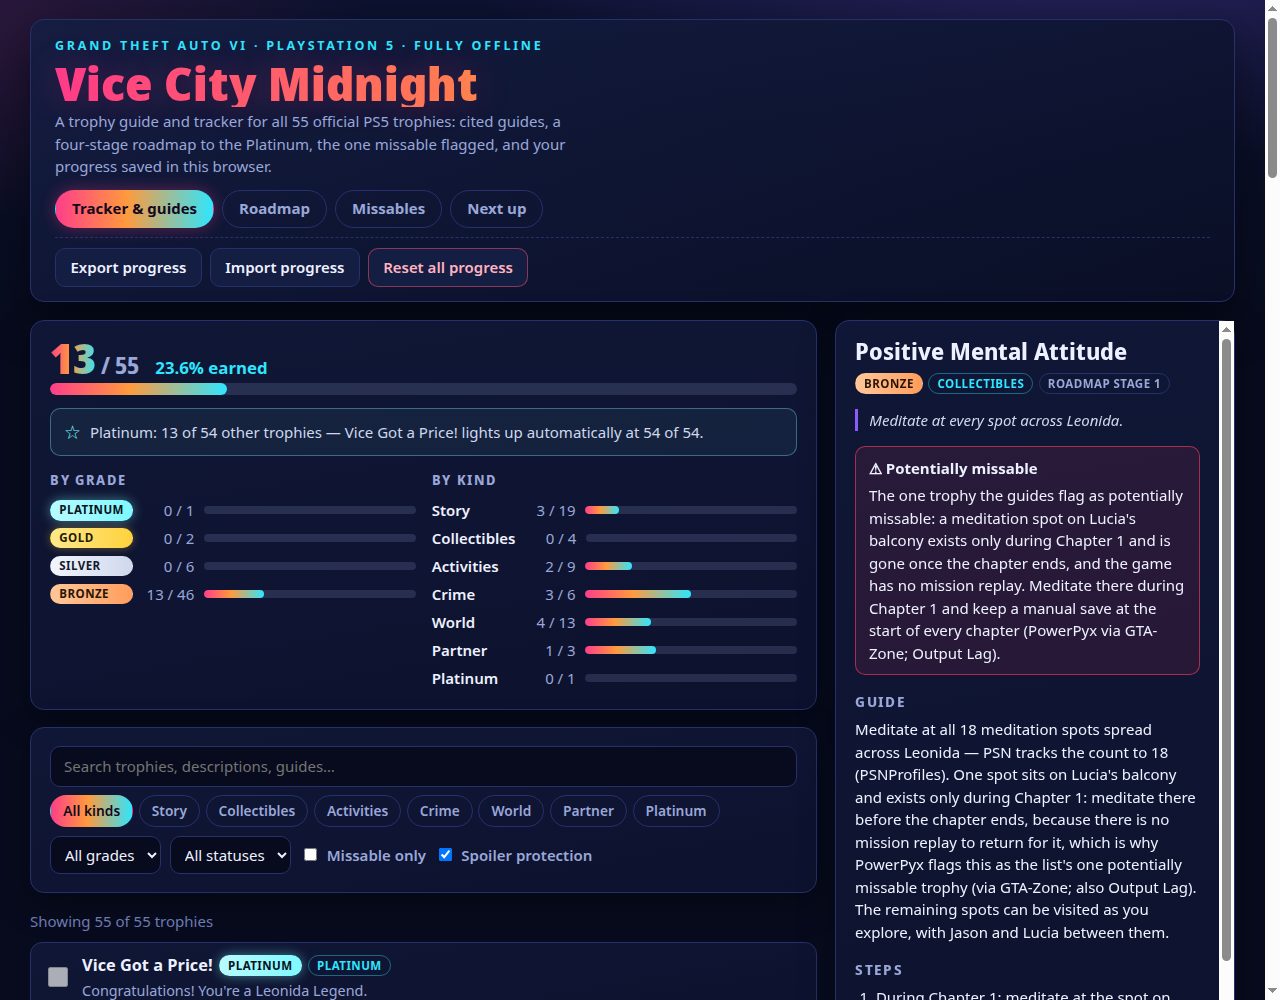 GRAND THEFT AUTO VI · PLAYSTATION 5 · FULLY OFFLINE
Vice City Midnight
A trophy guide and tracker for all 55 official PS5 trophies: cited guides, a
four-stage roadmap to the Platinum, the one missable flagged, and your
progress saved in this browser.
Tracker & guides
Roadmap
Missables
Next up
Export progress
Import progress
Reset all progress
13 / 55 23.6% earned
☆ Platinum: 13 of 54 other trophies — Vice Got a Price! lights up automatically at 54 of 54.
BY GRADE
PLATINUM 0 / 1
GOLD 0 / 2
SILVER 0 / 6
BRONZE 13 / 46
BY KIND
Story 3 / 19
Collectibles 0 / 4
Activities 2 / 9
Crime 3 / 6
World 4 / 13
Partner 1 / 3
Platinum 0 / 1
Search trophies, descriptions, guides...
All kinds
Story
Collectibles
Activities
Crime
World
Partner
Platinum
All grades
All statuses
Missable only
Spoiler protection
Showing 55 of 55 trophies
Vice Got a Price! PLATINUM PLATINUM
Congratulations! You're a Leonida Legend.
Positive Mental Attitude
BRONZE COLLECTIBLES ROADMAP STAGE 1
Meditate at every spot across Leonida.
⚠ Potentially missable
The one trophy the guides flag as potentially
missable: a meditation spot on Lucia's
balcony exists only during Chapter 1 and is
gone once the chapter ends, and the game
has no mission replay. Meditate there during
Chapter 1 and keep a manual save at the
start of every chapter (PowerPyx via GTA-
Zone; Output Lag).
GUIDE
Meditate at all 18 meditation spots spread
across Leonida — PSN tracks the count to 18
(PSNProfiles). One spot sits on Lucia's balcony
and exists only during Chapter 1: meditate there
before the chapter ends, because there is no
mission replay to return for it, which is why
PowerPyx flags this as the list's one potentially
missable trophy (via GTA-Zone; also Output Lag).
The remaining spots can be visited as you
explore, with Jason and Lucia between them.
STEPS
1. During Chapter 1: meditate at the spot on